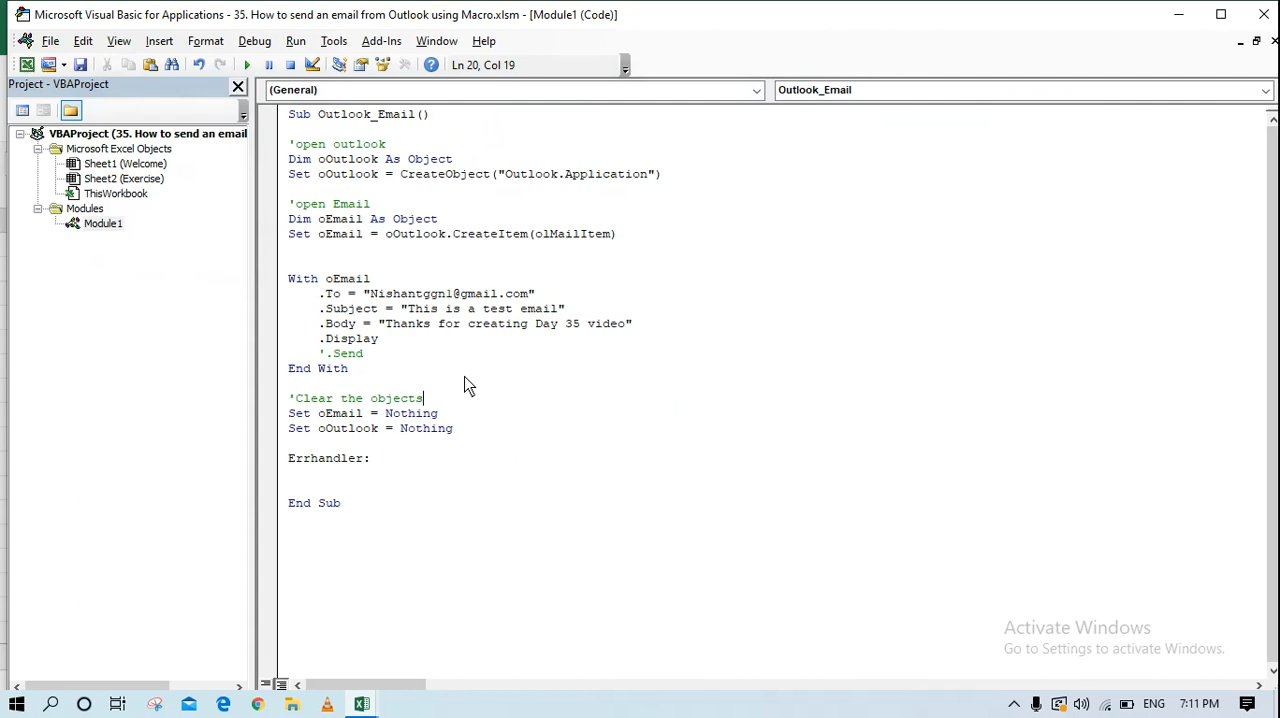 Microsoft Visual Basic for Applications - 35. How to send an email from Outlook using Macro.xlsm - [Module1 (Code)]
File Edit View Insert Format Debug Run Tools Add-Ins Window Help
Ln 20, Col 19
Project - VBAProject
(General) Outlook_Email
VBAProject (35. How to send an email
Microsoft Excel Objects
Sheet1 (Welcome)
Sheet2 (Exercise)
ThisWorkbook
Modules
Module1
Sub Outlook_Email()
'open outlook
Dim oOutlook As Object
Set oOutlook = CreateObject("Outlook.Application")
'open Email
Dim oEmail As Object
Set oEmail = oOutlook.CreateItem(olMailItem)
With oEmail
.To = "Nishantggn1@gmail.com"
.Subject = "This is a test email"
.Body = "Thanks for creating Day 35 video"
.Display
'.Send
End With
'Clear the objects
Set oEmail = Nothing
Set oOutlook = Nothing
Errhandler:
End Sub
Activate Windows
Go to Settings to activate Windows.
ENG 7:11 PM